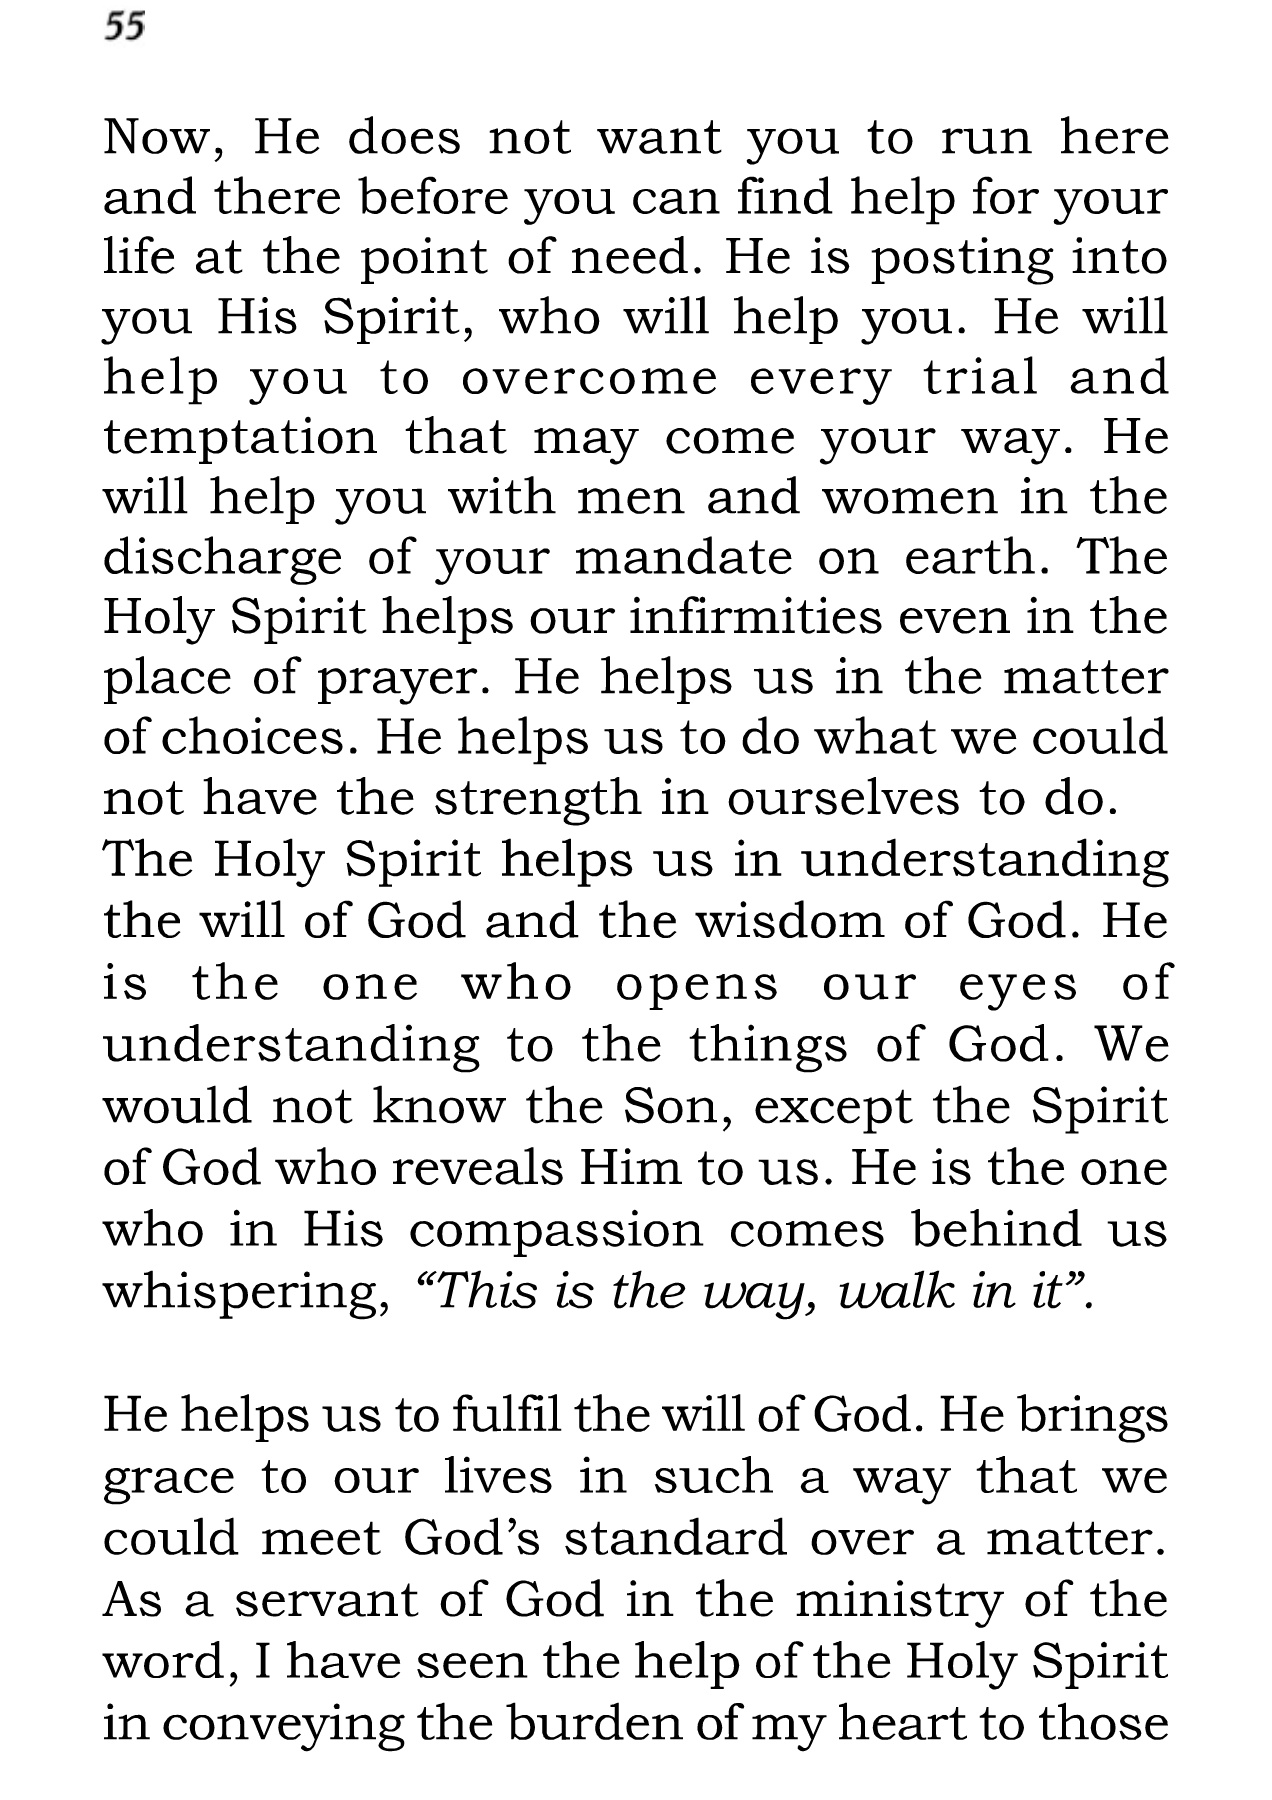 55
Now, He does not want you to run here
and there before you can find help for your
life at the point of need. He is posting into
you His Spirit, who will help you. He will
help you to overcome every trial and
temptation that may come your way. He
will help you with men and women in the
discharge of your mandate on earth. The
Holy Spirit helps our infirmities even in the
place of prayer. He helps us in the matter
of choices. He helps us to do what we could
not have the strength in ourselves to do.
The Holy Spirit helps us in understanding
the will of God and the wisdom of God. He
is the one who opens our eyes of
understanding to the things of God. We
would not know the Son, except the Spirit
of God who reveals Him to us. He is the one
who in His compassion comes behind us
whispering, “This is the way, walk in it”.
He helps us to fulfil the will of God. He brings
grace to our lives in such a way that we
could meet God’s standard over a matter.
As a servant of God in the ministry of the
word, I have seen the help of the Holy Spirit
in conveying the burden of my heart to those